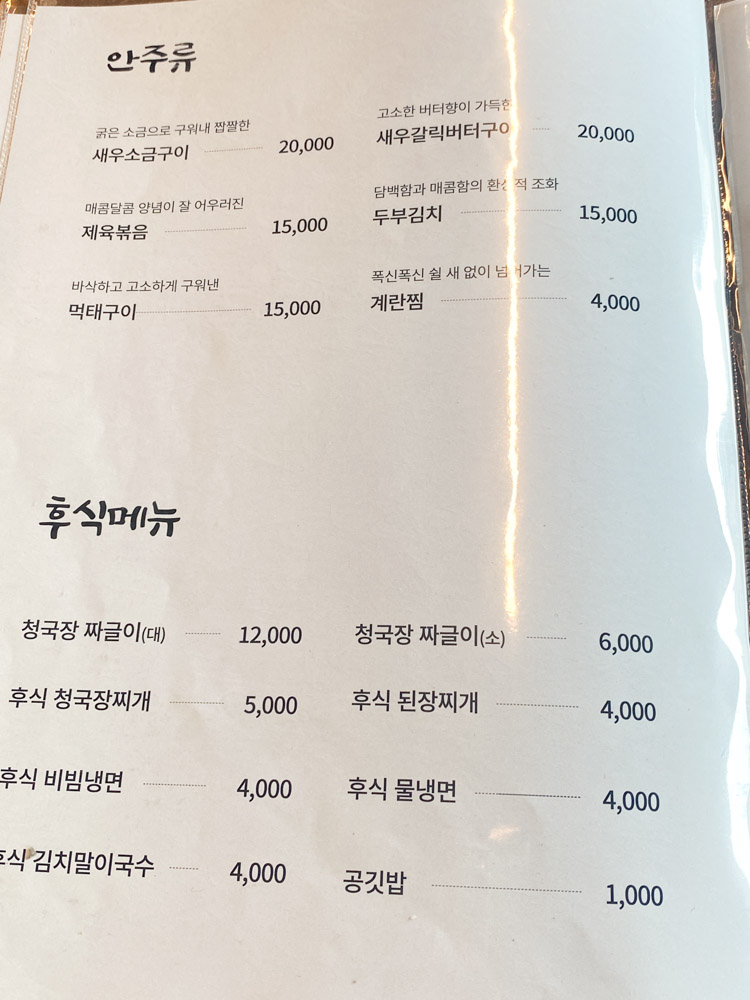 안주류
굵은 소금으로 구워내 짭짤한
새우소금구이 20,000
고소한 버터향이 가득한
새우갈릭버터구이 20,000
매콤달콤 양념이 잘 어우러진
제육볶음 15,000
담백함과 매콤함의 환상적 조화
두부김치 15,000
바삭하고 고소하게 구워낸
먹태구이 15,000
폭신폭신 쉴 새 없이 넘어가는
계란찜 4,000
후식메뉴
청국장 짜글이(대) 12,000
청국장 짜글이(소) 6,000
후식 청국장찌개 5,000
후식 된장찌개 4,000
후식 비빔냉면 4,000
후식 물냉면 4,000
후식 김치말이국수 4,000
공깃밥 1,000